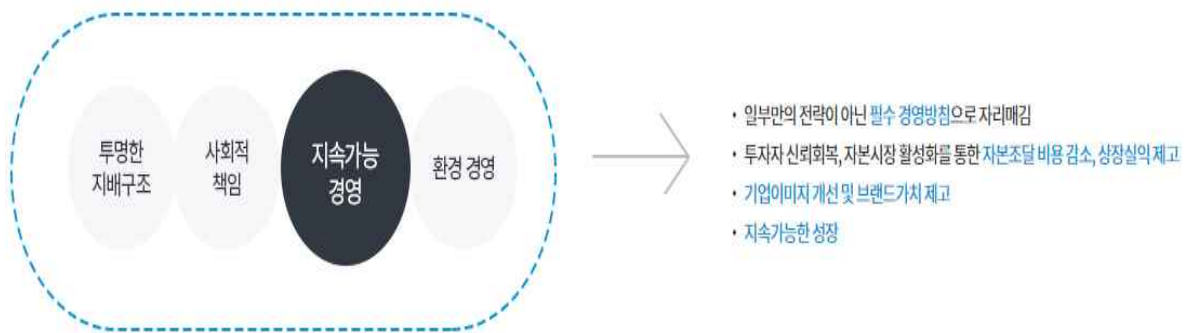 투명한
지배구조
사회적
책임
지속가능
경영
환경 경영
• 일부만의 전략이 아닌 필수 경영방침으로 자리매김
• 투자자 신뢰회복, 자본시장 활성화를 통한 자본조달 비용 감소, 상장실익 제고
• 기업이미지 개선 및 브랜드가치 제고
• 지속가능한 성장